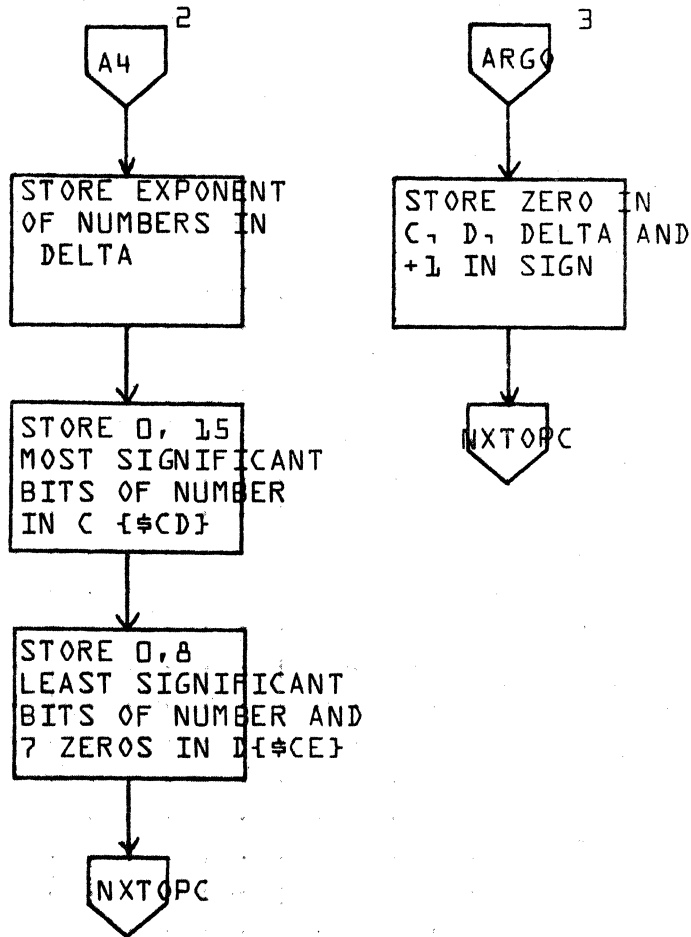 2
A4
STORE EXPONENT
OF NUMBERS IN
DELTA
STORE 0, 15
MOST SIGNIFICANT
BITS OF NUMBER
IN C {$CD}
STORE 0,8
LEAST SIGNIFICANT
BITS OF NUMBER AND
7 ZEROS IN D{$CE}
NXTOPC
3
ARGO
STORE ZERO IN
C, D, DELTA AND
+1 IN SIGN
NXTOPC